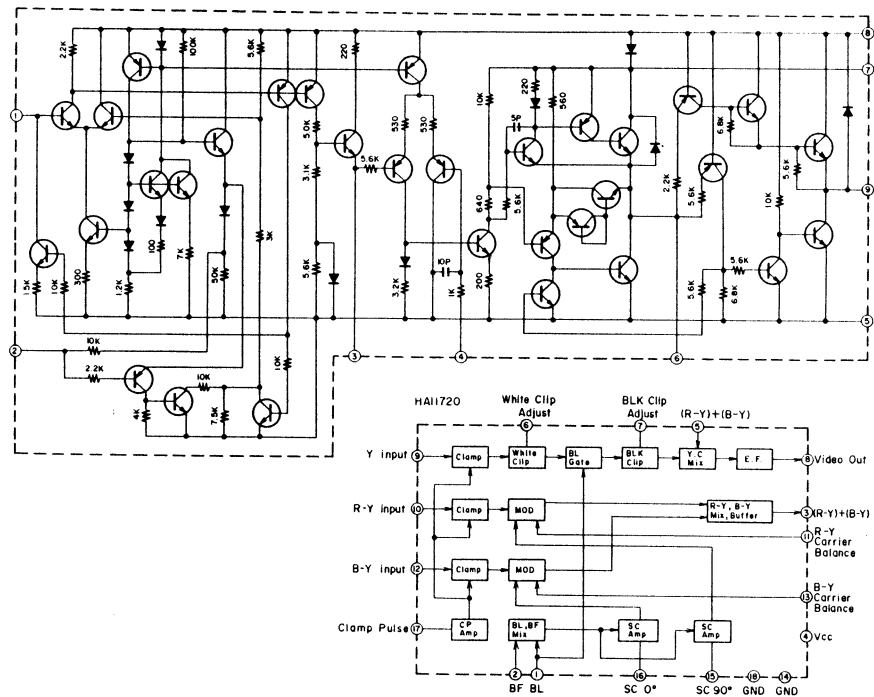 2.2K
100K
5.6K
220
8
7
1
5.0K
530
530
10K
220
560
5P
6.8K
5.6K
3.1K
5.6K
2.2K
5.6K
10K
9
640
5.6K
3K
1.5K
10K
300
1.2K
100
7K
50K
5.6K
3.2K
10P
1K
200
5.6K
5.6K
6.8K
5
2
10K
3
4
6
2.2K
10K
10K
4K
7.5K
HA11720
White Clip
Adjust
BLK Clip
Adjust
(R-Y)+(B-Y)
6
7
5
Y input
9
Clamp
White
Clip
BL
Gate
BLK
Clip
Y.C
Mix
E.F.
8
Video Out
R-Y input
10
Clamp
MOD
R-Y, B-Y
Mix, Buffer
3
(R-Y)+(B-Y)
11
R-Y
Carrier
Balance
B-Y input
12
Clamp
MOD
13
B-Y
Carrier
Balance
Clamp Pulse
17
CP
Amp
BL, BF
Mix
SC
Amp
SC
Amp
4
Vcc
2
1
16
15
18
14
BF BL
SC 0°
SC 90°
GND
GND